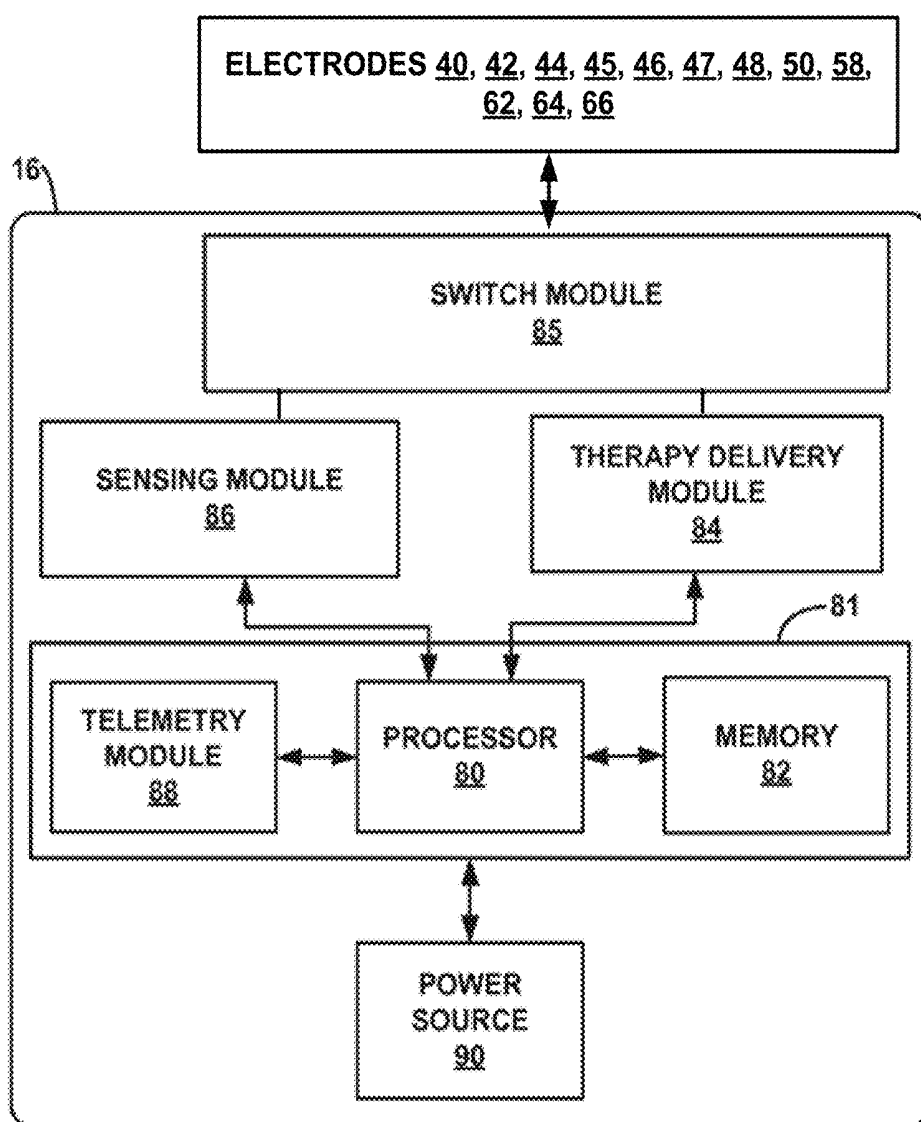 ELECTRODES 40, 42, 44, 45, 46, 47, 48, 50, 58,
62, 64, 66
16
SWITCH MODULE
85
SENSING MODULE
86
THERAPY DELIVERY
MODULE
84
81
TELEMETRY
MODULE
88
PROCESSOR
80
MEMORY
82
POWER
SOURCE
90